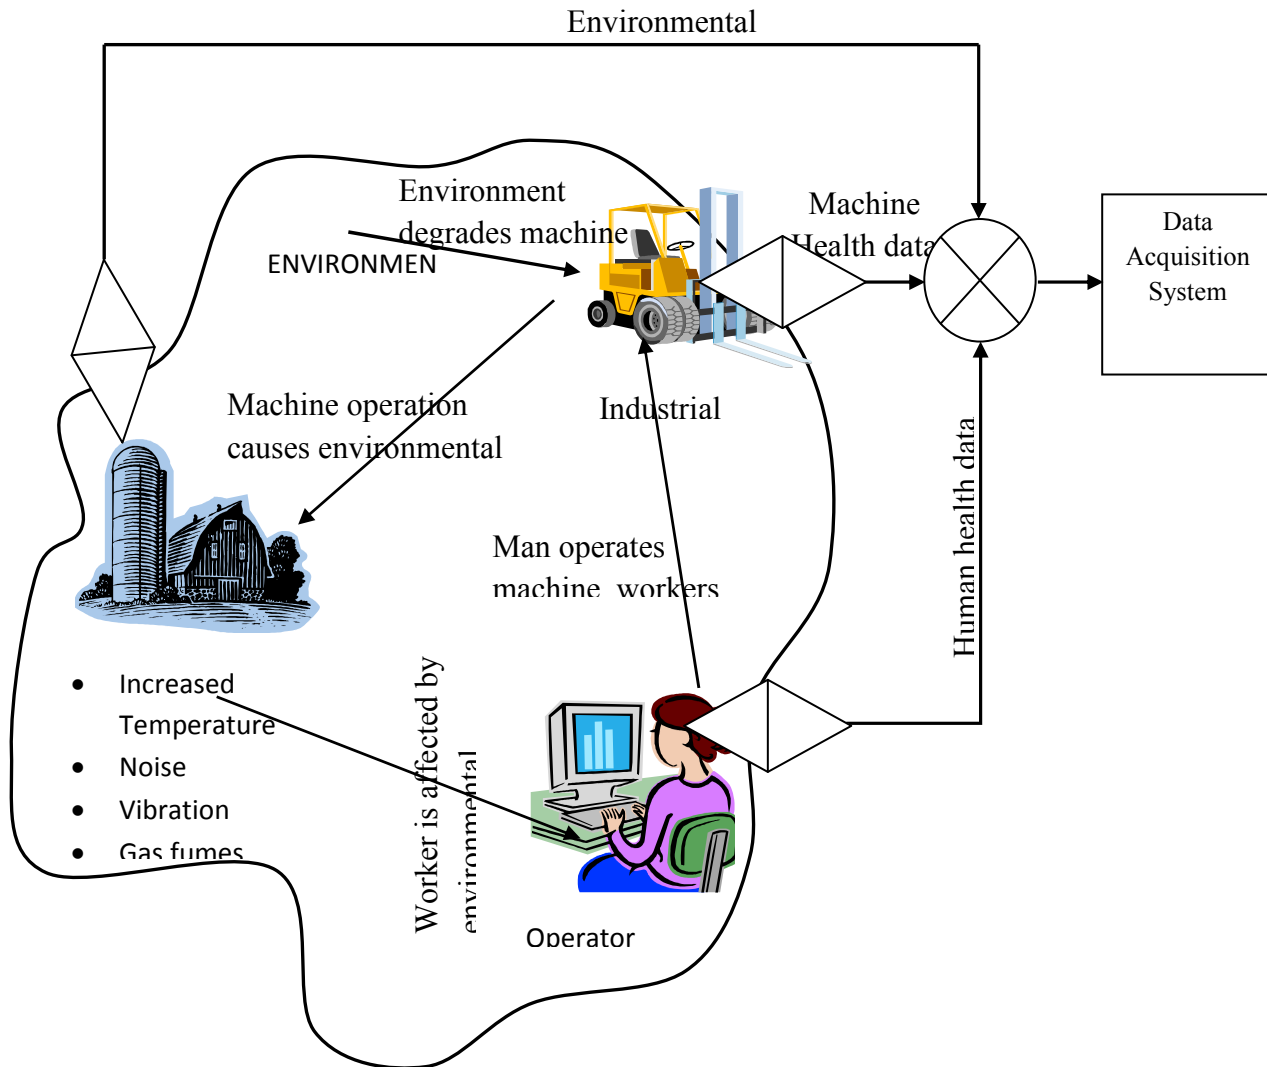 Environmental
Environment
degrades machine
ENVIRONMEN
Machine
Health data
Data
Acquisition
System
Machine operation
causes environmental
Industrial
Man operates
machine workers
Human health data
Increased
Temperature
Noise
Vibration
Gas fumes
Worker is affected by
environmental
Operator